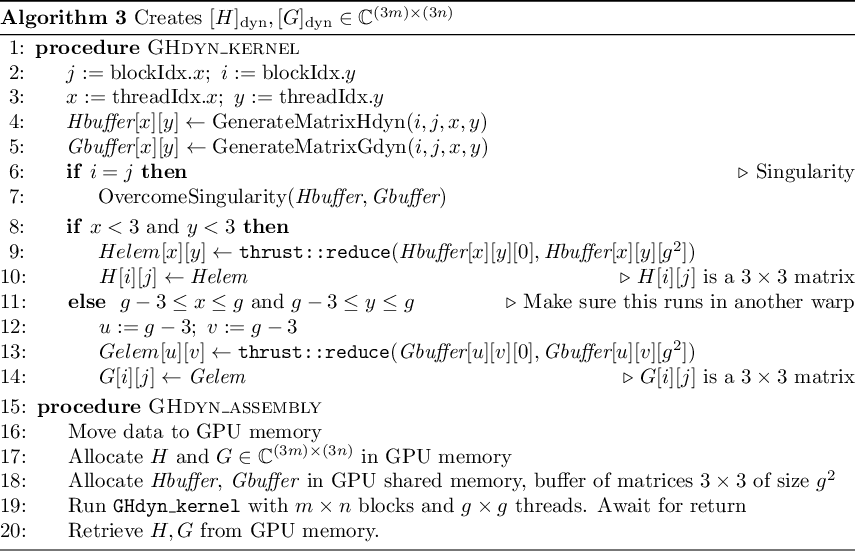 Algorithm 3 Creates [H]dyn, [G]dyn ∈ ℂ^(3m)×(3n)
1: procedure GHDYN_KERNEL
2: j := blockIdx.x; i := blockIdx.y
3: x := threadIdx.x; y := threadIdx.y
4: Hbuffer[x][y] ← GenerateMatrixHdyn(i, j, x, y)
5: Gbuffer[x][y] ← GenerateMatrixGdyn(i, j, x, y)
6: if i = j then ▷ Singularity
7: OvercomeSingularity(Hbuffer, Gbuffer)
8: if x < 3 and y < 3 then
9: Helem[x][y] ← thrust::reduce(Hbuffer[x][y][0], Hbuffer[x][y][g²])
10: H[i][j] ← Helem ▷ H[i][j] is a 3 × 3 matrix
11: else g − 3 ≤ x ≤ g and g − 3 ≤ y ≤ g ▷ Make sure this runs in another warp
12: u := g − 3; v := g − 3
13: Gelem[u][v] ← thrust::reduce(Gbuffer[u][v][0], Gbuffer[u][v][g²])
14: G[i][j] ← Gelem ▷ G[i][j] is a 3 × 3 matrix
15: procedure GHDYN_ASSEMBLY
16: Move data to GPU memory
17: Allocate H and G ∈ ℂ^(3m)×(3n) in GPU memory
18: Allocate Hbuffer, Gbuffer in GPU shared memory, buffer of matrices 3 × 3 of size g²
19: Run GHdyn_kernel with m × n blocks and g × g threads. Await for return
20: Retrieve H, G from GPU memory.